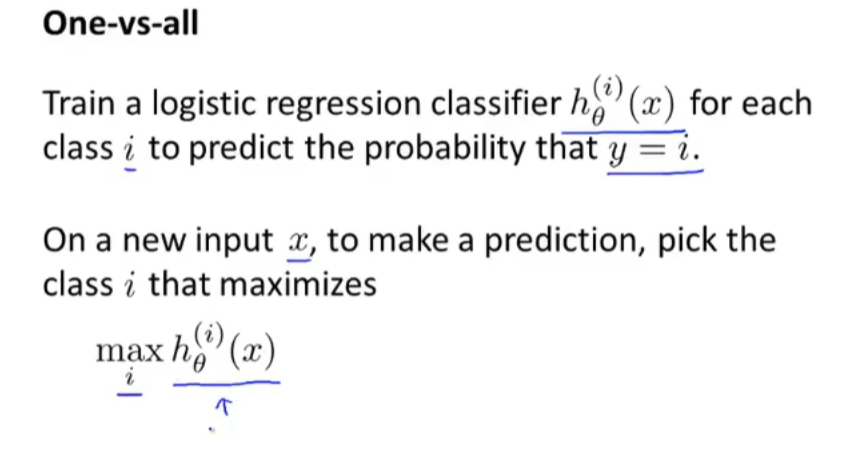 One-vs-all
Train a logistic regression classifier $h_\theta^{(i)}(x)$ for each
class $i$ to predict the probability that $y = i$.
On a new input $x$, to make a prediction, pick the
class $i$ that maximizes
$\max_i h_\theta^{(i)}(x)$